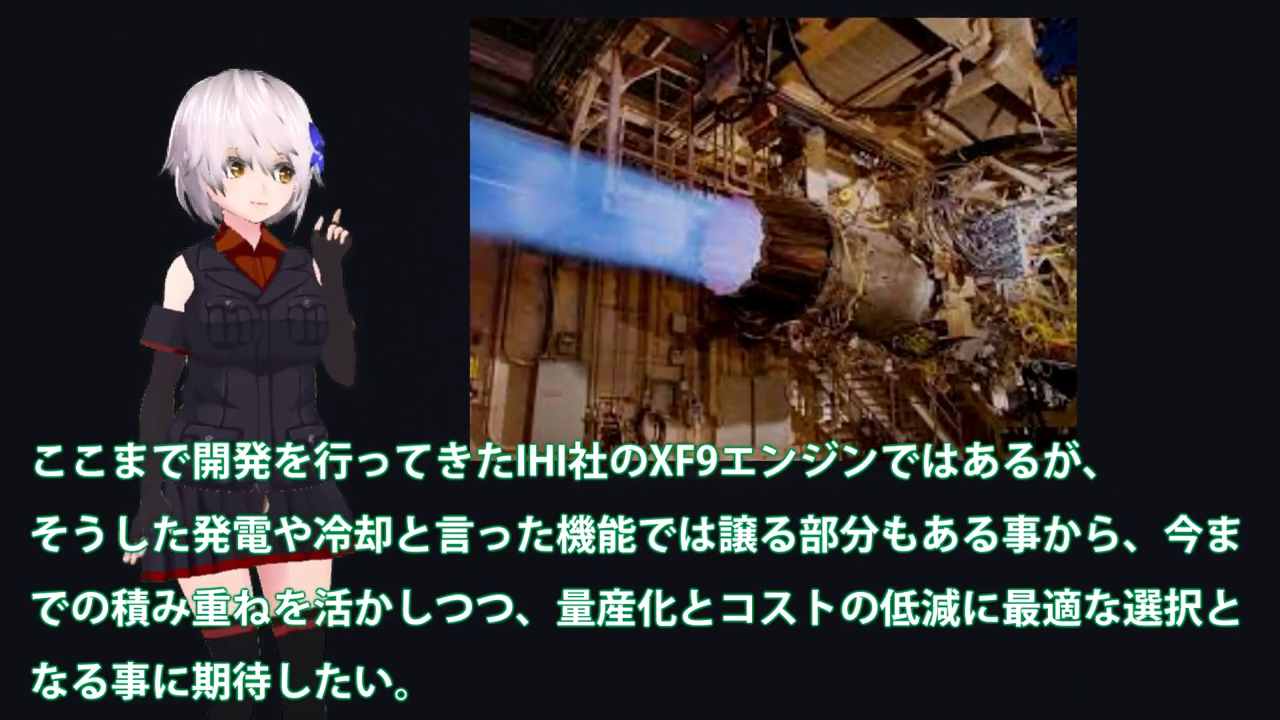 ここまで開発を行ってきたIHI社のXF9エンジンではあるが、
そうした発電や冷却と言った機能では譲る部分もある事から、今ま
での積み重ねを活かしつつ、量産化とコストの低減に最適な選択と
なる事に期待したい。